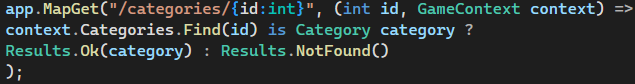 app.MapGet("/categories/{id:int}", (int id, GameContext context) =>
context.Categories.Find(id) is Category category ?
Results.Ok(category) : Results.NotFound()
);